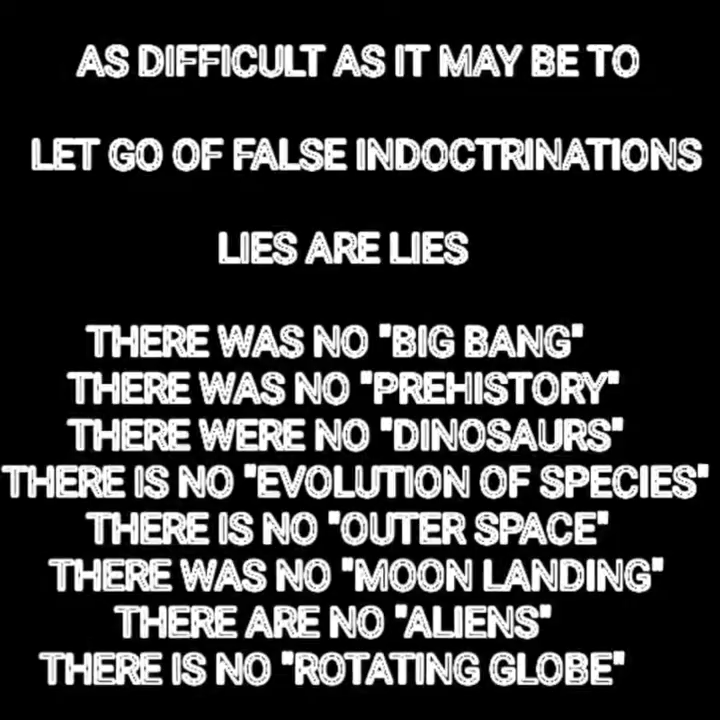 AS DIFFICULT AS IT MAY BE TO
LET GO OF FALSE INDOCTRINATIONS
LIES ARE LIES
THERE WAS NO "BIG BANG"
THERE WAS NO "PREHISTORY"
THERE WERE NO "DINOSAURS"
THERE IS NO "EVOLUTION OF SPECIES"
THERE IS NO "OUTER SPACE"
THERE WAS NO "MOON LANDING"
THERE ARE NO "ALIENS"
THERE IS NO "ROTATING GLOBE"